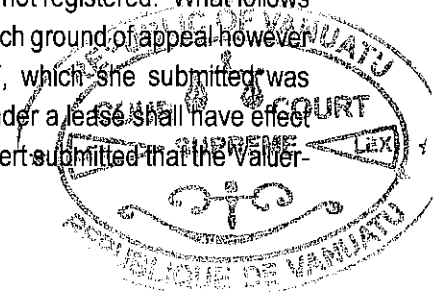 not registered. What follows
ch ground of appeal however
, which she submitted was
nder a lease shall have effect
ert submitted that the Valuer-
REPUBLIC OF VANUATU
COURT
SUPREME
LEX
REPUBLIQUE DE VANUATU